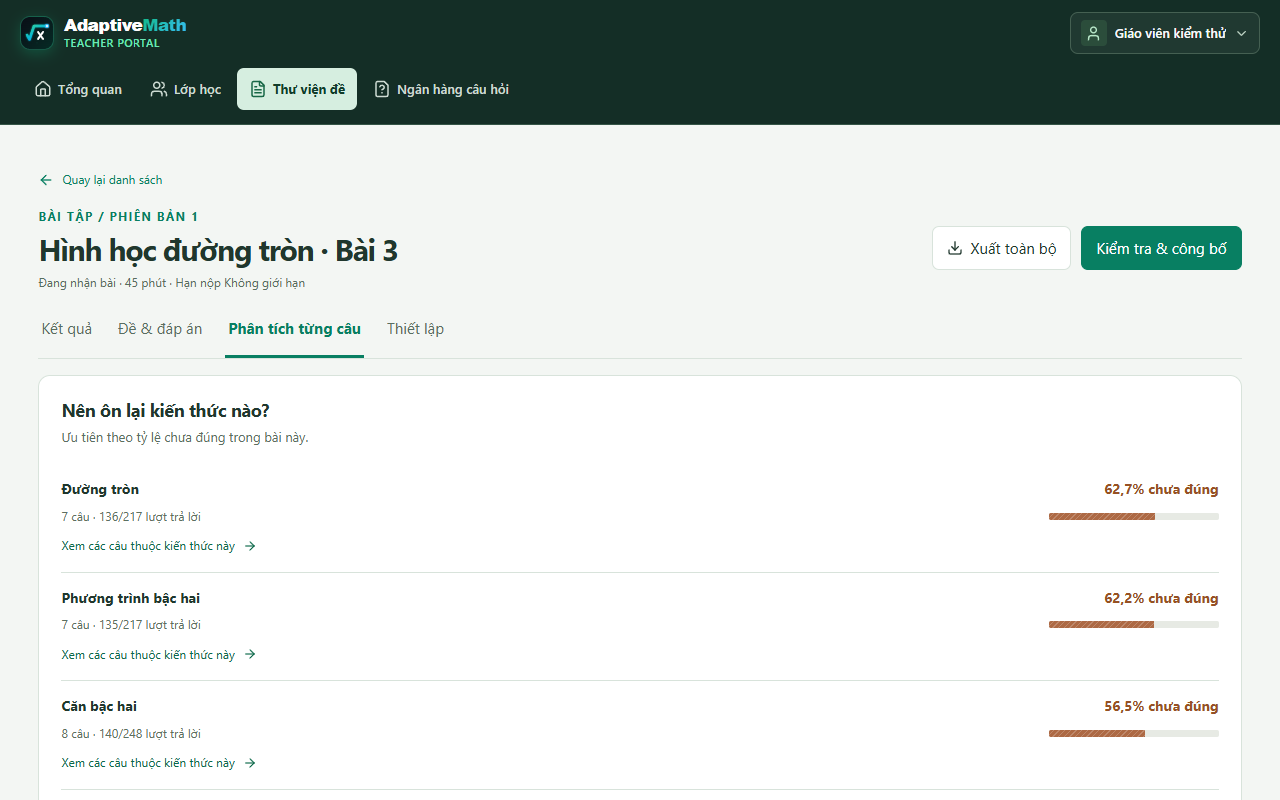 AdaptiveMath
TEACHER PORTAL
Giáo viên kiểm thử
Tổng quan
Lớp học
Thư viện đề
Ngân hàng câu hỏi
Quay lại danh sách
BÀI TẬP / PHIÊN BẢN 1
Hình học đường tròn · Bài 3
Đang nhận bài · 45 phút · Hạn nộp Không giới hạn
Xuất toàn bộ
Kiểm tra & công bố
Kết quả
Đề & đáp án
Phân tích từng câu
Thiết lập
Nên ôn lại kiến thức nào?
Ưu tiên theo tỷ lệ chưa đúng trong bài này.
Đường tròn
62,7% chưa đúng
7 câu · 136/217 lượt trả lời
Xem các câu thuộc kiến thức này
Phương trình bậc hai
62,2% chưa đúng
7 câu · 135/217 lượt trả lời
Xem các câu thuộc kiến thức này
Căn bậc hai
56,5% chưa đúng
8 câu · 140/248 lượt trả lời
Xem các câu thuộc kiến thức này